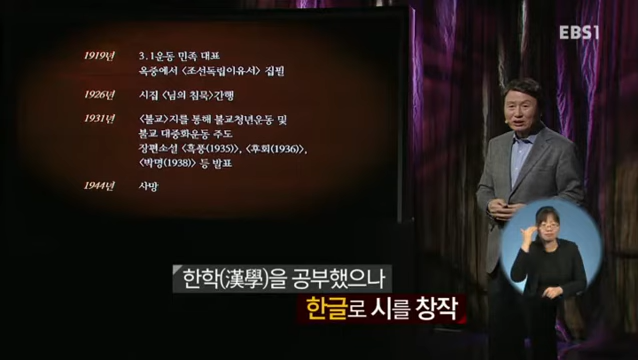 EBS1
1919년 3.1운동 민족 대표
옥중에서 <조선독립이유서> 집필
1926년 시집 <님의 침묵>간행
1931년 <불교>지를 통해 불교청년운동 및
불교 대중화운동 주도
장편소설 <흑풍(1935)>, <후회(1936)>,
<박명(1938)> 등 발표
1944년 사망
한학(漢學)을 공부했으나
한글로 시를 창작